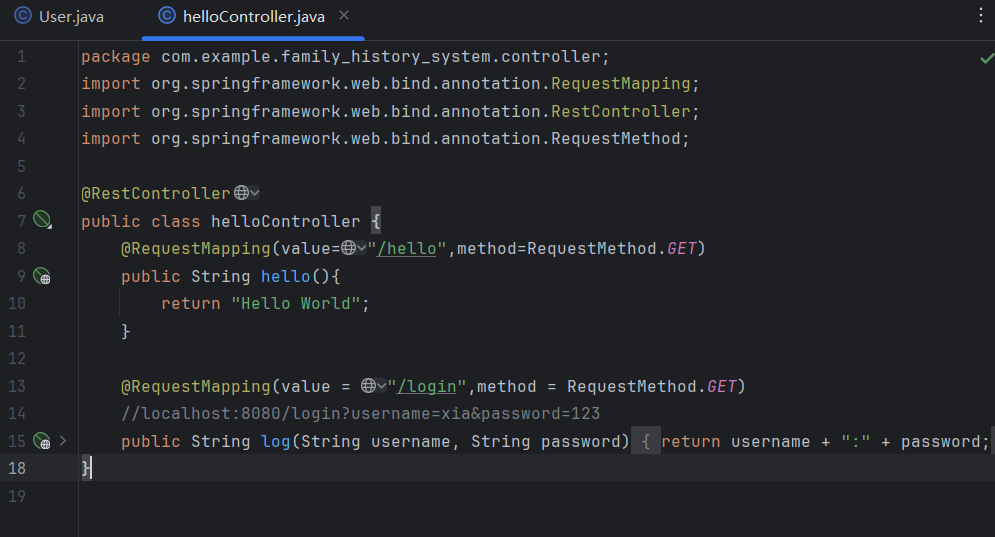 User.java helloController.java
1 package com.example.family_history_system.controller;
2 import org.springframework.web.bind.annotation.RequestMapping;
3 import org.springframework.web.bind.annotation.RestController;
4 import org.springframework.web.bind.annotation.RequestMethod;
5
6 @RestController
7 public class helloController {
8 @RequestMapping(value="/hello",method=RequestMethod.GET)
9 public String hello(){
10 return "Hello World";
11 }
12
13 @RequestMapping(value = "/login",method = RequestMethod.GET)
14 //localhost:8080/login?username=xia&password=123
15 public String log(String username, String password) { return username + ":" + password;
18 }
19